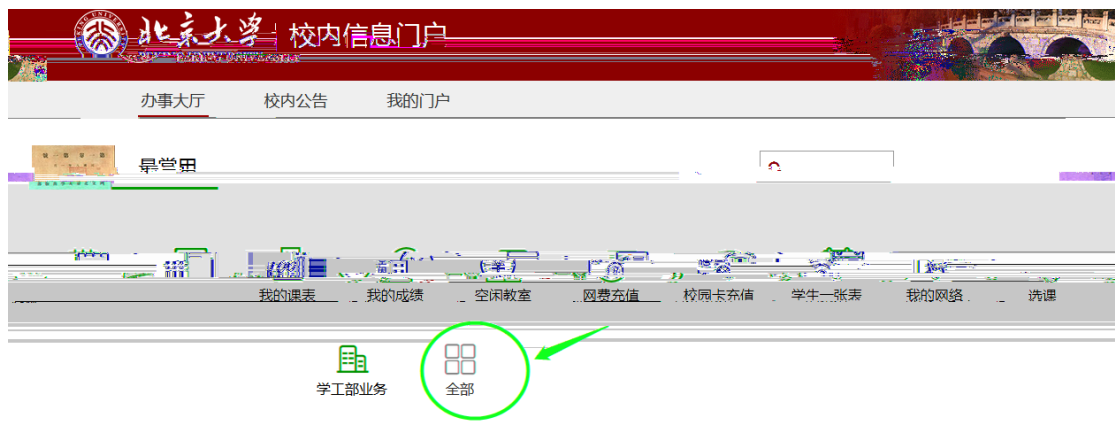 北京大学 校内信息门户
办事大厅 校内公告 我的门户
最常用
我的课表 我的成绩 空闲教室 网费充值 校园卡充值 学生一张表 我的网络 选课
学工部业务 全部